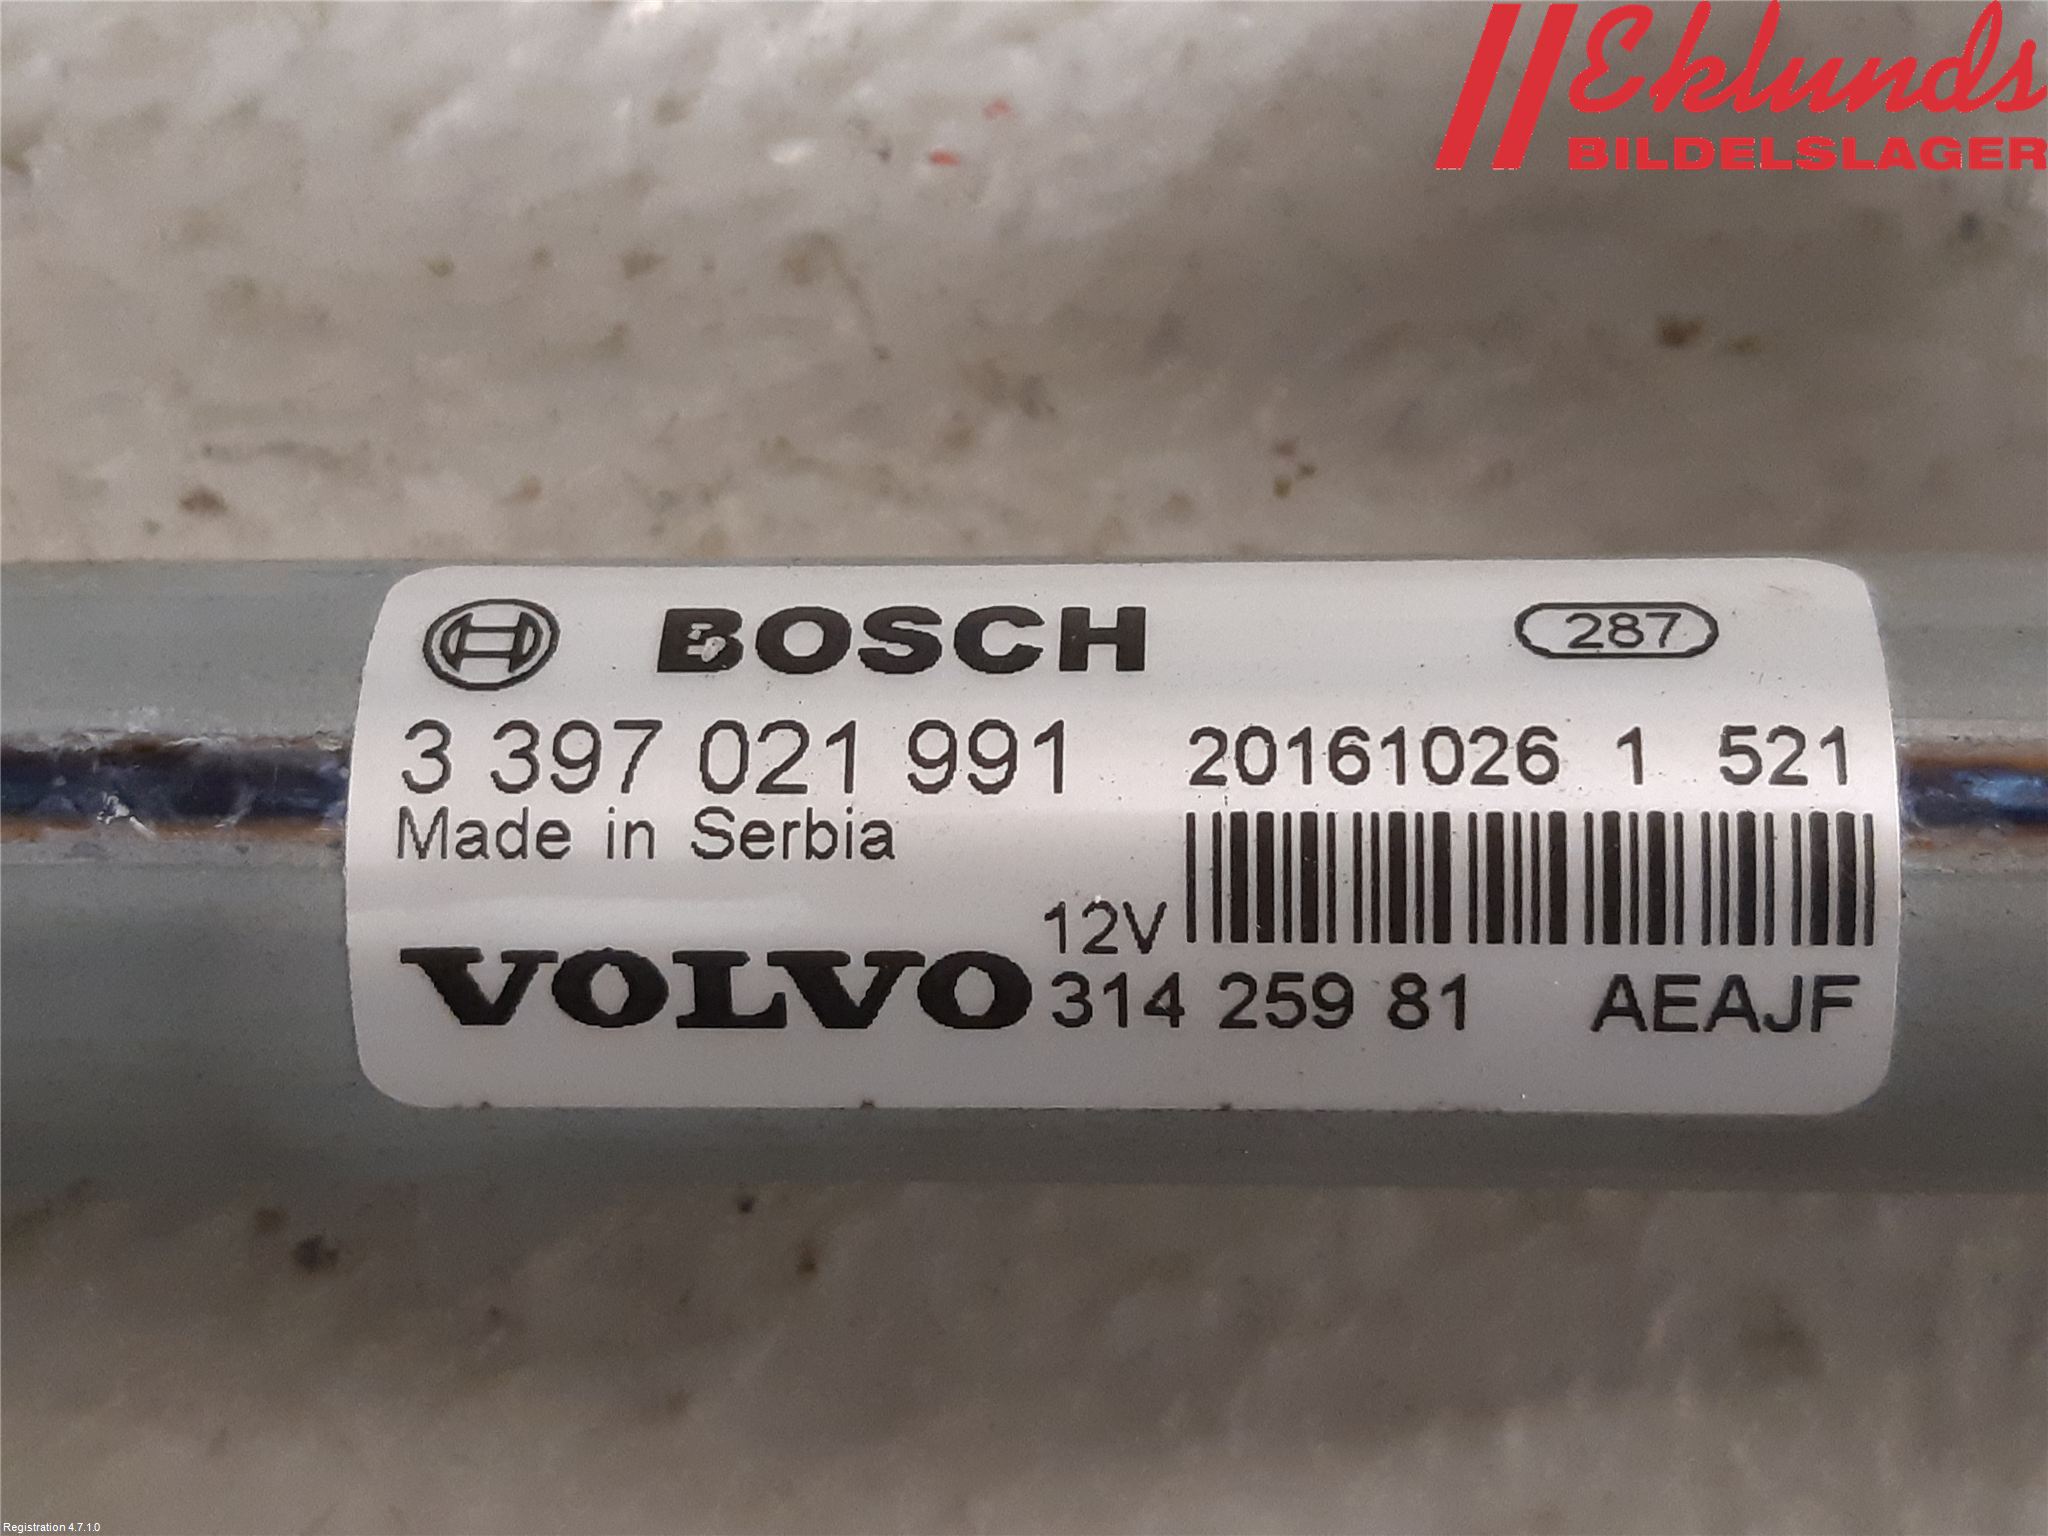 Eklunds
BILDELSLAGER
BOSCH 287
3 397 021 991 20161026 1 521
Made in Serbia
12V
VOLVO 314 259 81 AEAJF
Registration 4.7.1.0